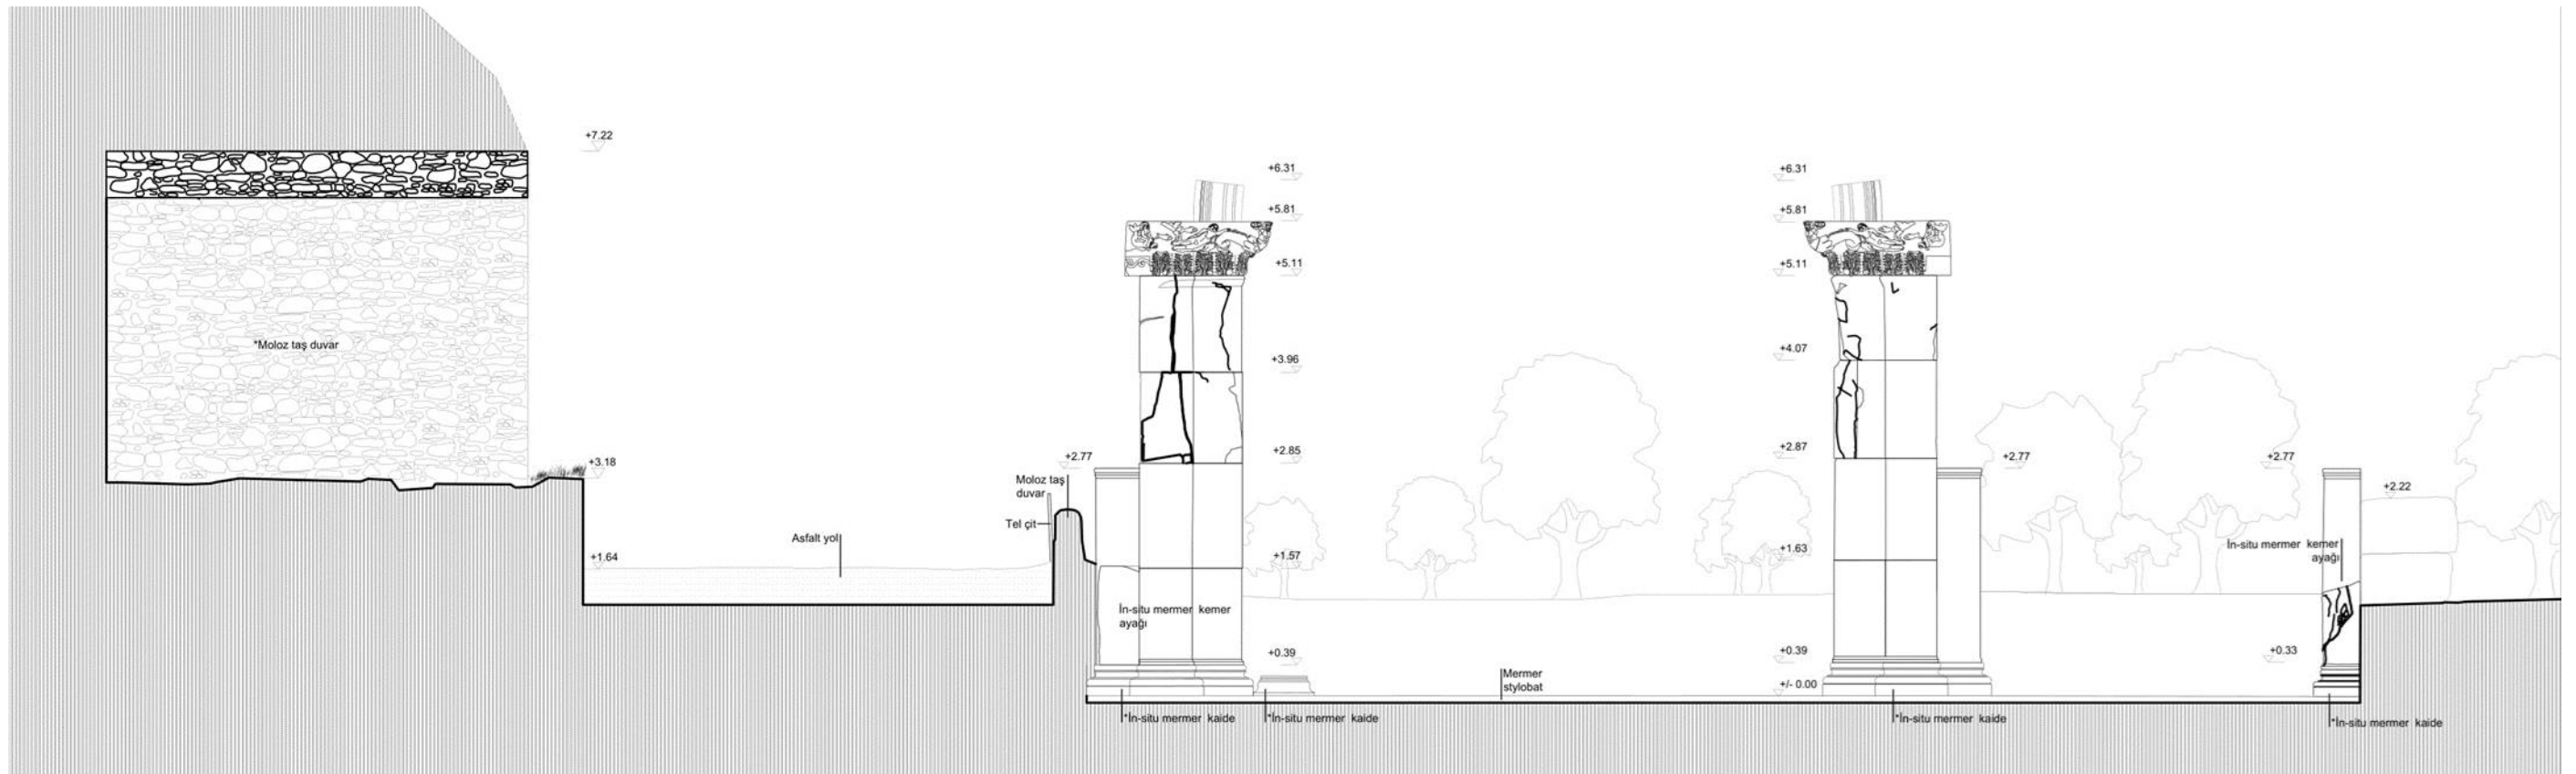 +7.22
+6.31
+6.31
+5.81
+5.81
+5.11
+5.11
*Moloz taş duvar
+3.96
+4.07
+3.18
+2.77
+2.85
+2.87
+2.77
+2.77
Moloz taş
duvar
+2.22
Tel çit
Asfalt yol
+1.64
+1.57
+1.63
İn-situ mermer kemer
ayağı
İn-situ mermer kemer
ayağı
+0.39
+0.39
+0.33
Mermer
stylobat
+/- 0.00
*İn-situ mermer kaide
*İn-situ mermer kaide
*İn-situ mermer kaide
*İn-situ mermer kaide